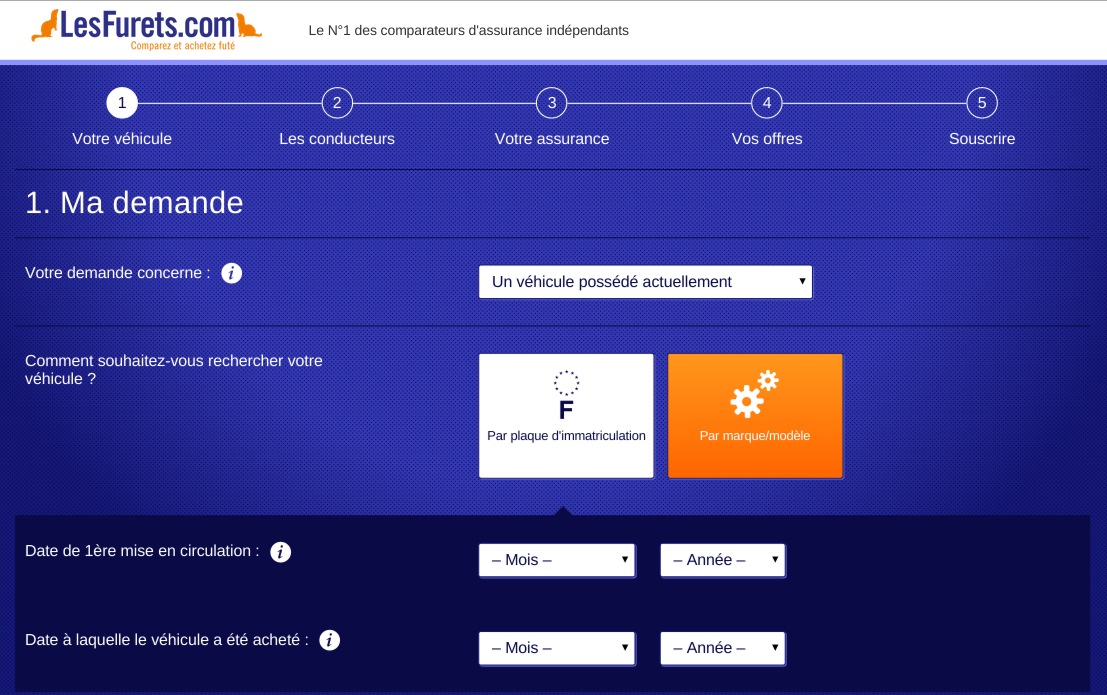 LesFurets.com
Comparez et achetez futé
Le N°1 des comparateurs d'assurance indépendants
1
2
3
4
5
Votre véhicule
Les conducteurs
Votre assurance
Vos offres
Souscrire
1. Ma demande
Votre demande concerne : i
Un véhicule possédé actuellement
Comment souhaitez-vous rechercher votre
véhicule ?
F
Par plaque d'immatriculation
Par marque/modèle
Date de 1ère mise en circulation : i
– Mois –
– Année –
Date à laquelle le véhicule a été acheté : i
– Mois –
– Année –